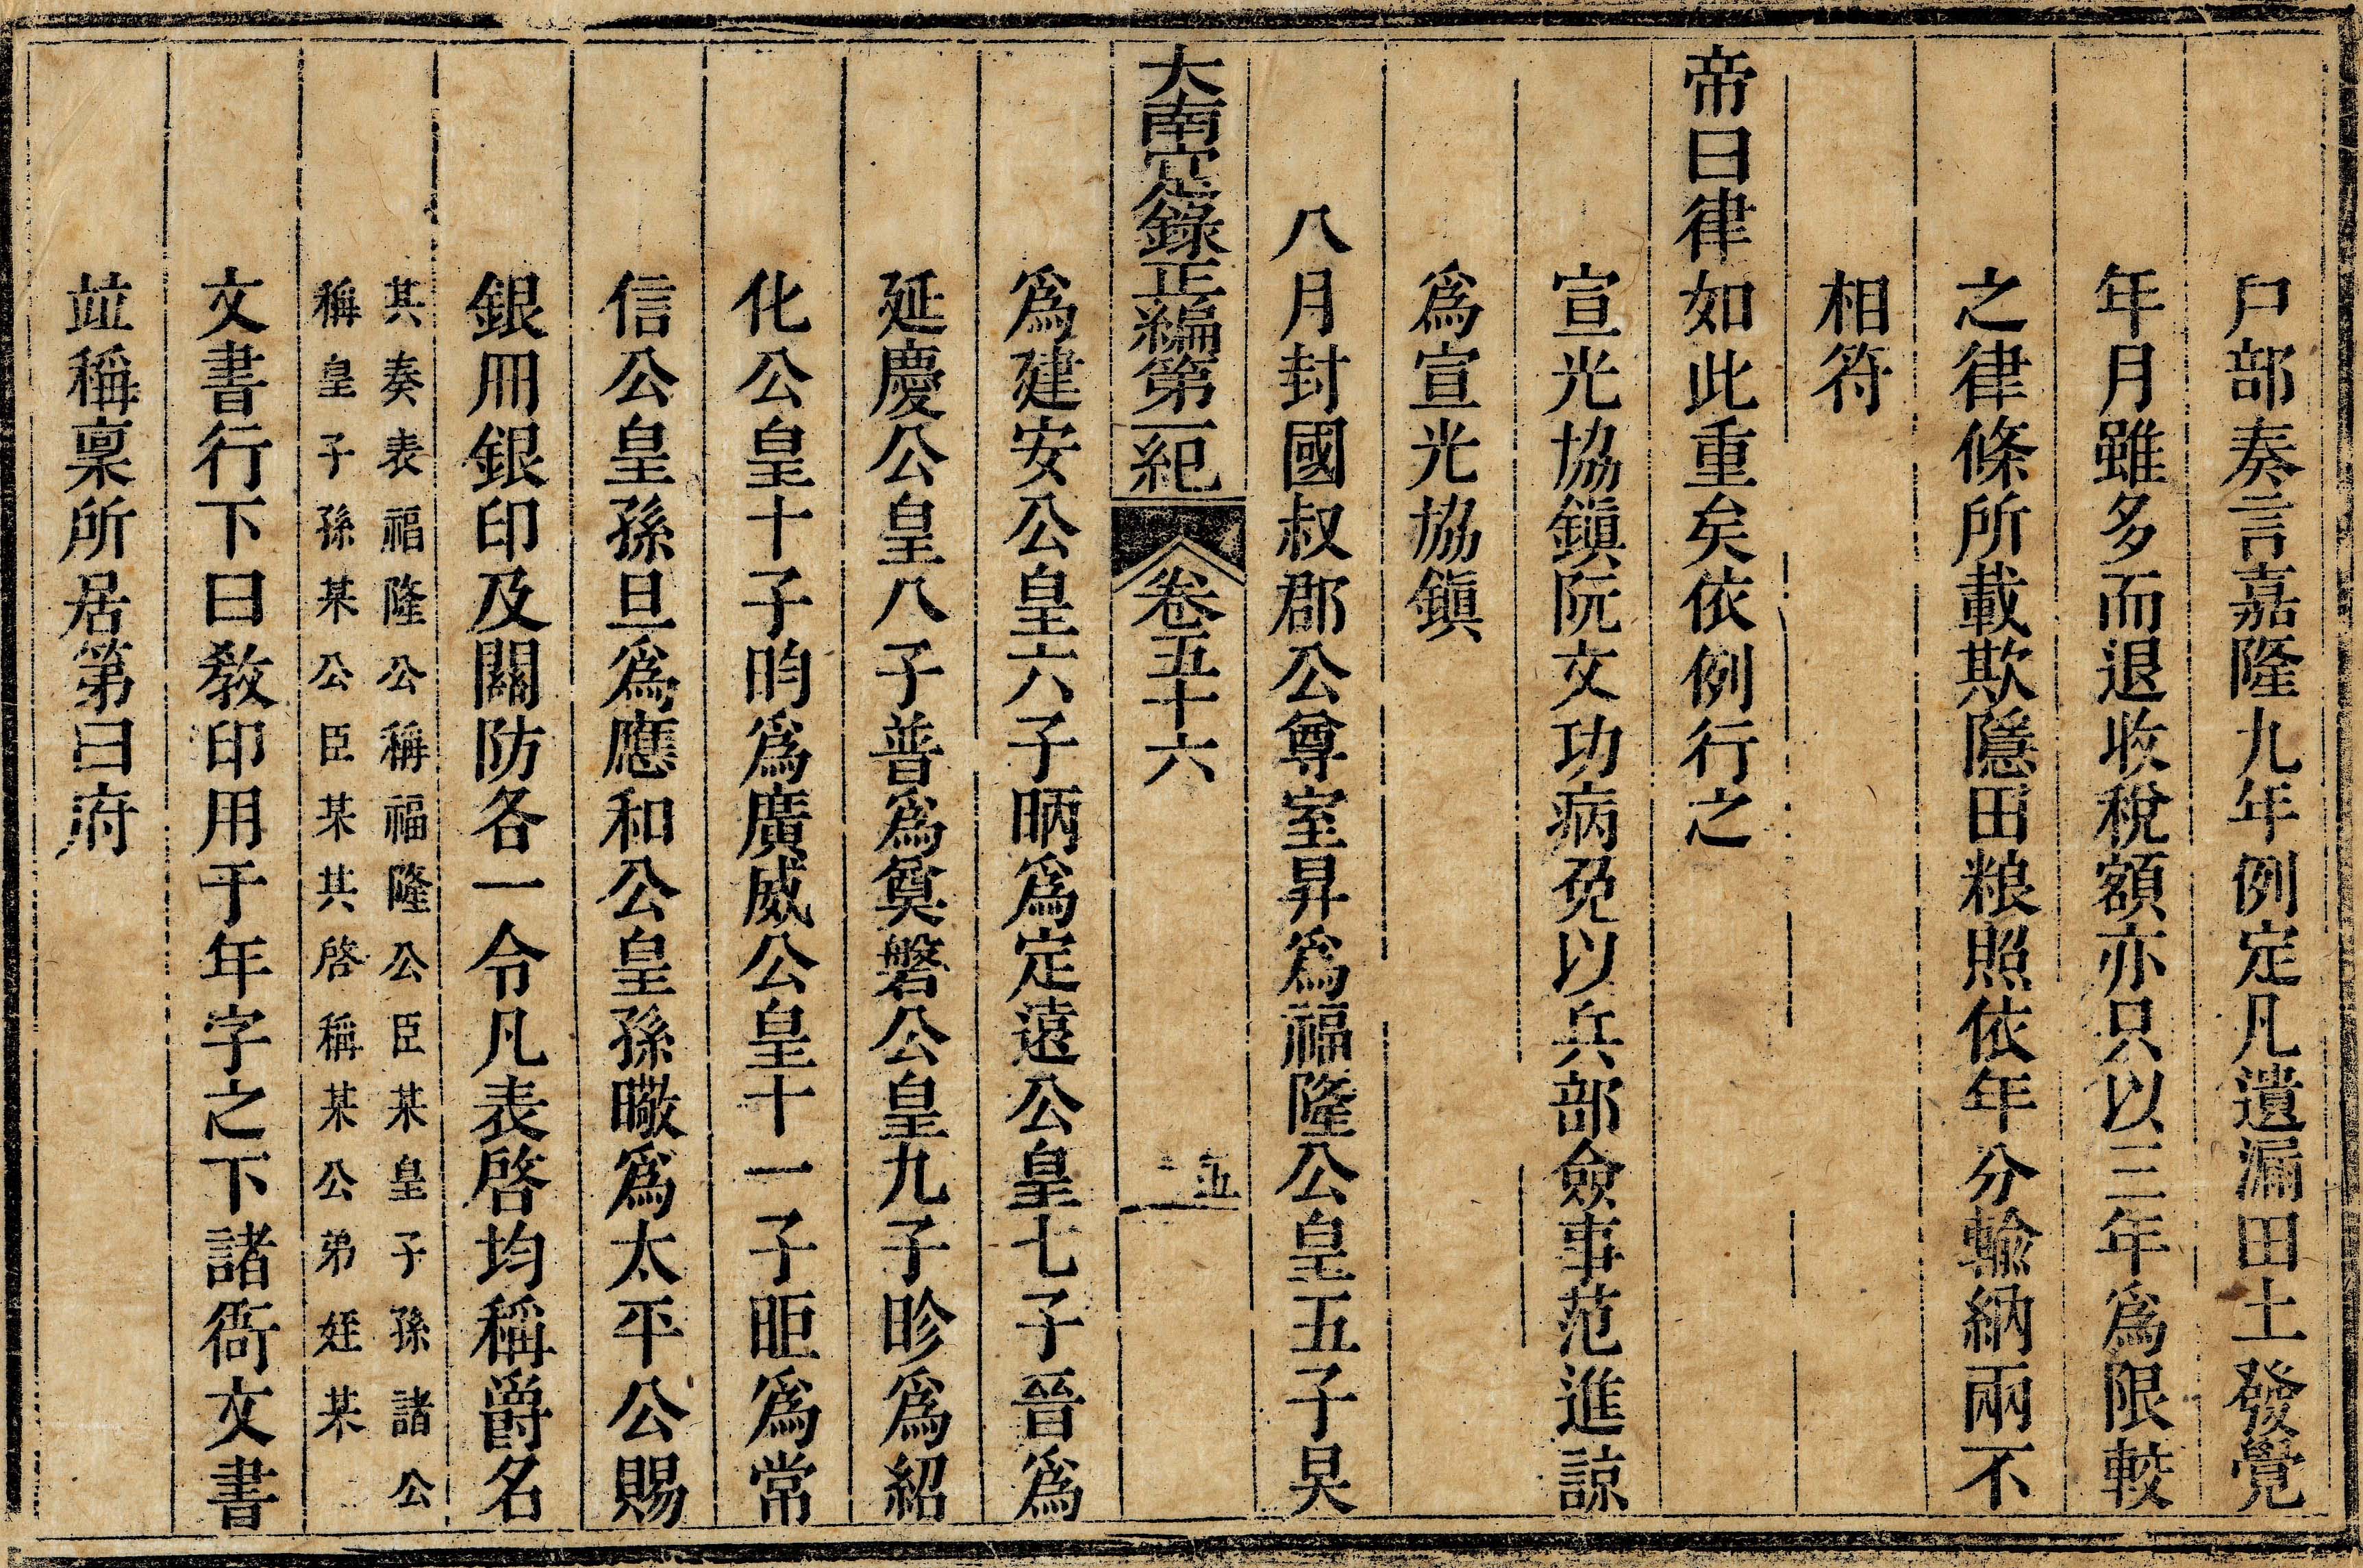 戶部奏言嘉隆九年例定凡遺漏田土發覺
年月雖多而退收稅額亦只以三年爲限較
之律條所載欺隱田粮照依年分輸納兩不
相符
帝曰律如此重矣依例行之
宣光協鎭阮文功病免以兵部僉事范進諒
爲宣光協鎭
八月封國叔郡公尊室昇爲福隆公皇五子旲
大南寔錄正編第二紀 卷五十六 五
爲建安公皇六子昞爲定遠公皇七子晉爲
延慶公皇八子普爲奠磐公皇九子昣爲紹
化公皇十子昀爲廣威公皇十一子昛爲常
信公皇孫旦爲應和公皇孫暾爲太平公賜
銀冊銀印及關防各一令凡表啓均稱爵名
其奏表福隆公稱福隆公臣某皇子孫諸公
稱皇子孫某公臣某其啓稱某公弟姪某
文書行下曰敎印用于年字之下諸衙文書
竝稱稟所居第曰府